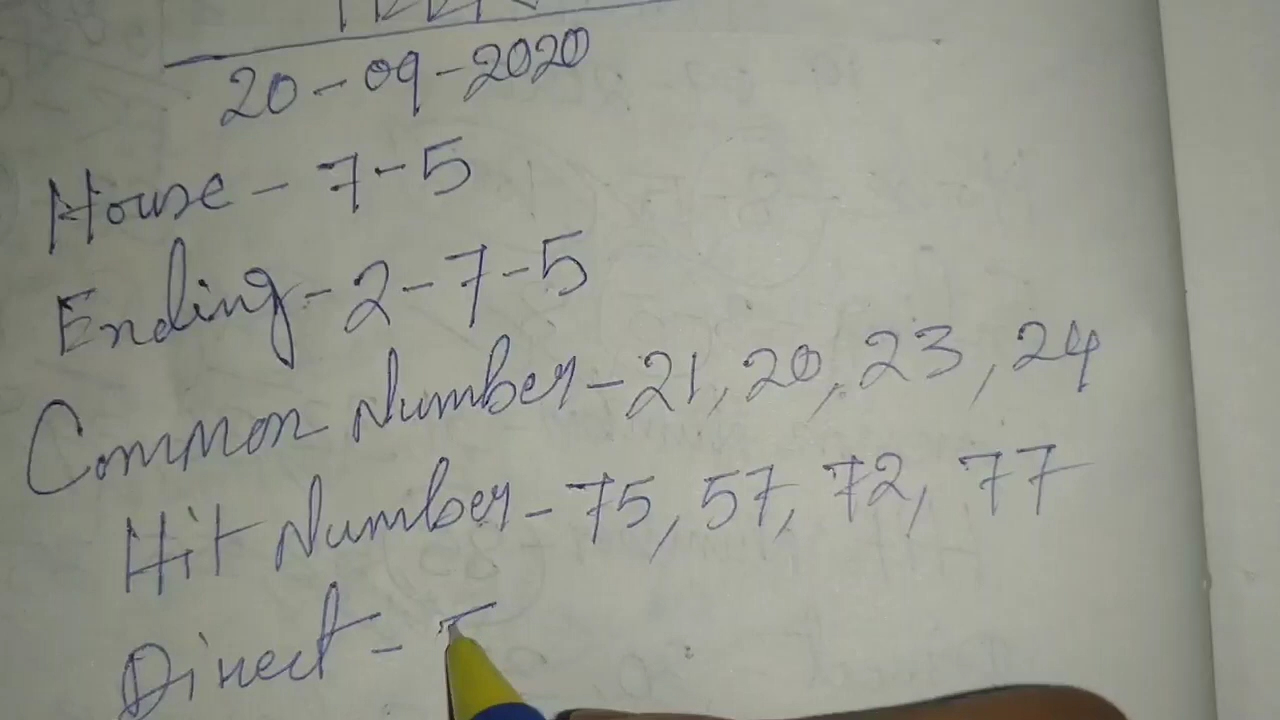 20-09-2020
House - 7-5
Ending - 2-7-5
Common Number - 21, 20, 23, 24
Hit Number - 75, 57, 72, 77
Direct -